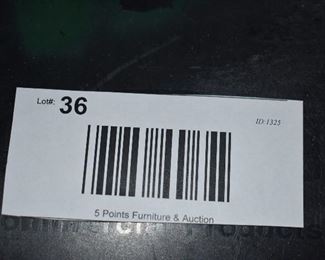 Lot#: 36
ID:1325
5 Points Furniture & Auction